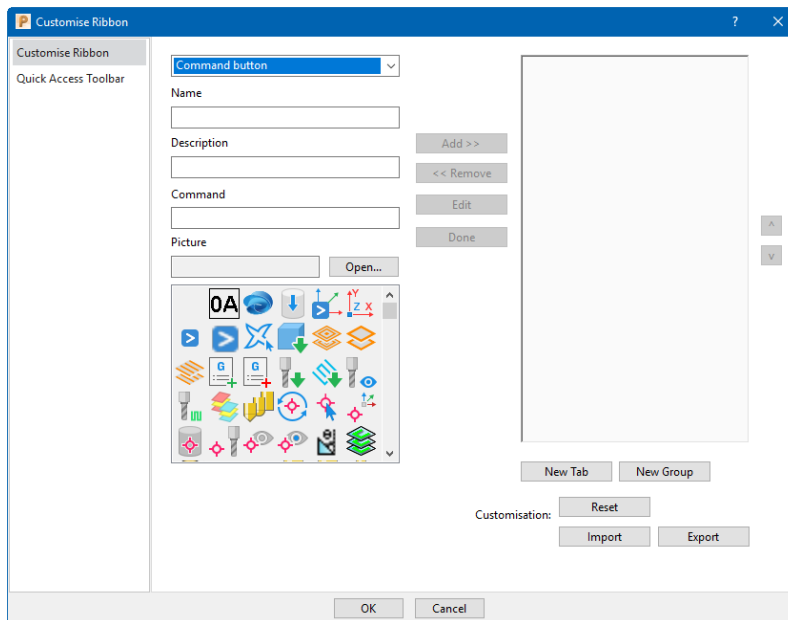 Customise Ribbon
?
Customise Ribbon
Quick Access Toolbar
Command button
Name
Description
Command
Picture
Open...
0A
Y
Z X
G
G
Add >>
<< Remove
Edit
Done
^
v
New Tab
New Group
Customisation:
Reset
Import
Export
OK
Cancel